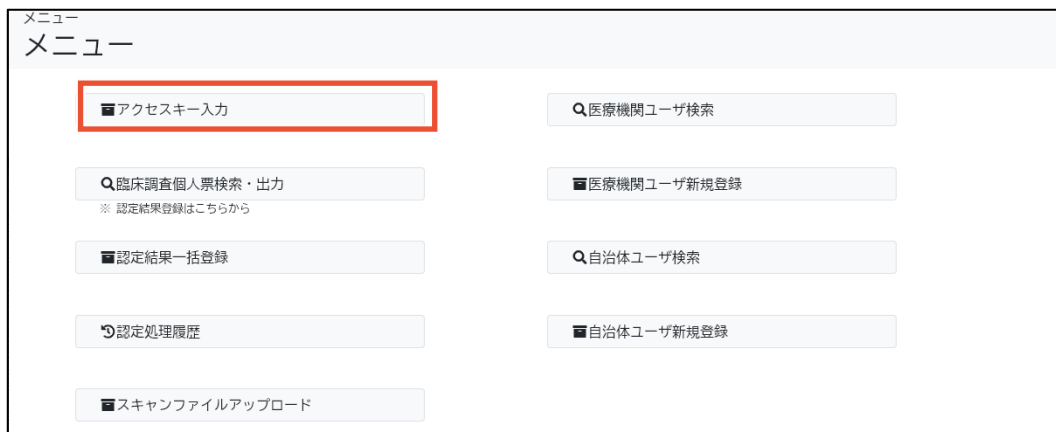 メニュー
メニュー
アクセスキー入力
医療機関ユーザ検索
臨床調査個人票検索・出力
医療機関ユーザ新規登録
※ 認定結果登録はこちらから
認定結果一括登録
自治体ユーザ検索
認定処理履歴
自治体ユーザ新規登録
スキャンファイルアップロード